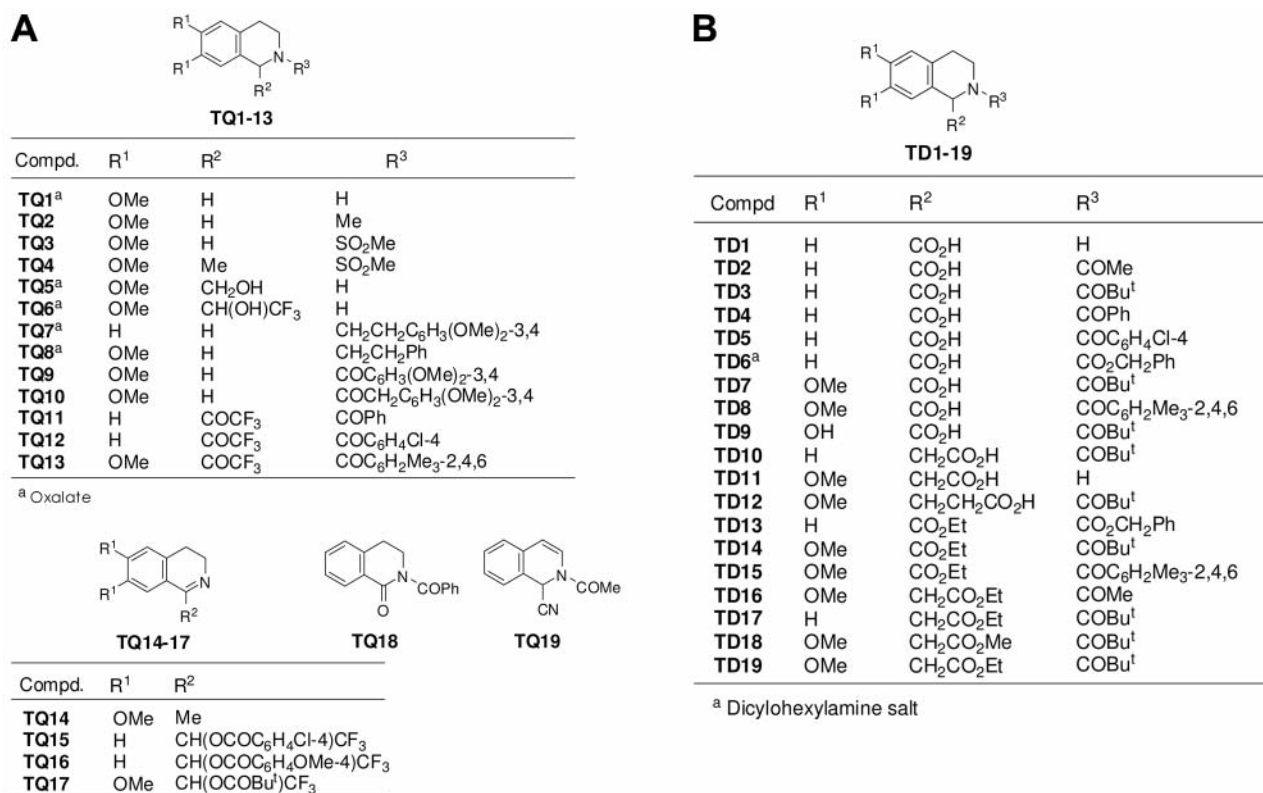 A
R¹
R¹
N
R³
R²
TQ1-13
Compd. R¹ R² R³
TQ1ᵃ OMe H H
TQ2 OMe H Me
TQ3 OMe H SO₂Me
TQ4 OMe Me SO₂Me
TQ5ᵃ OMe CH₂OH H
TQ6ᵃ OMe CH(OH)CF₃ H
TQ7ᵃ H H CH₂CH₂C₆H₃(OMe)₂-3,4
TQ8ᵃ OMe H CH₂CH₂Ph
TQ9 OMe H COC₆H₃(OMe)₂-3,4
TQ10 OMe H COCH₂C₆H₃(OMe)₂-3,4
TQ11 H COCF₃ COPh
TQ12 H COCF₃ COC₆H₄Cl-4
TQ13 OMe COCF₃ COC₆H₂Me₃-2,4,6
ᵃ Oxalate
R¹
R¹
N
R²
TQ14-17
N
COPh
O
TQ18
N
COMe
CN
TQ19
Compd. R¹ R²
TQ14 OMe Me
TQ15 H CH(OCOC₆H₄Cl-4)CF₃
TQ16 H CH(OCOC₆H₄OMe-4)CF₃
TQ17 OMe CH(OCOBuᵗ)CF₃
B
R¹
R¹
N
R³
R²
TD1-19
Compd R¹ R² R³
TD1 H CO₂H H
TD2 H CO₂H COMe
TD3 H CO₂H COBuᵗ
TD4 H CO₂H COPh
TD5 H CO₂H COC₆H₄Cl-4
TD6ᵃ H CO₂H CO₂CH₂Ph
TD7 OMe CO₂H COBuᵗ
TD8 OMe CO₂H COC₆H₂Me₃-2,4,6
TD9 OH CO₂H COBuᵗ
TD10 H CH₂CO₂H COBuᵗ
TD11 OMe CH₂CO₂H H
TD12 OMe CH₂CH₂CO₂H COBuᵗ
TD13 H CO₂Et CO₂CH₂Ph
TD14 OMe CO₂Et COBuᵗ
TD15 OMe CO₂Et COC₆H₂Me₃-2,4,6
TD16 OMe CH₂CO₂Et COMe
TD17 H CH₂CO₂Et COBuᵗ
TD18 OMe CH₂CO₂Me COBuᵗ
TD19 OMe CH₂CO₂Et COBuᵗ
ᵃ Dicylohexylamine salt